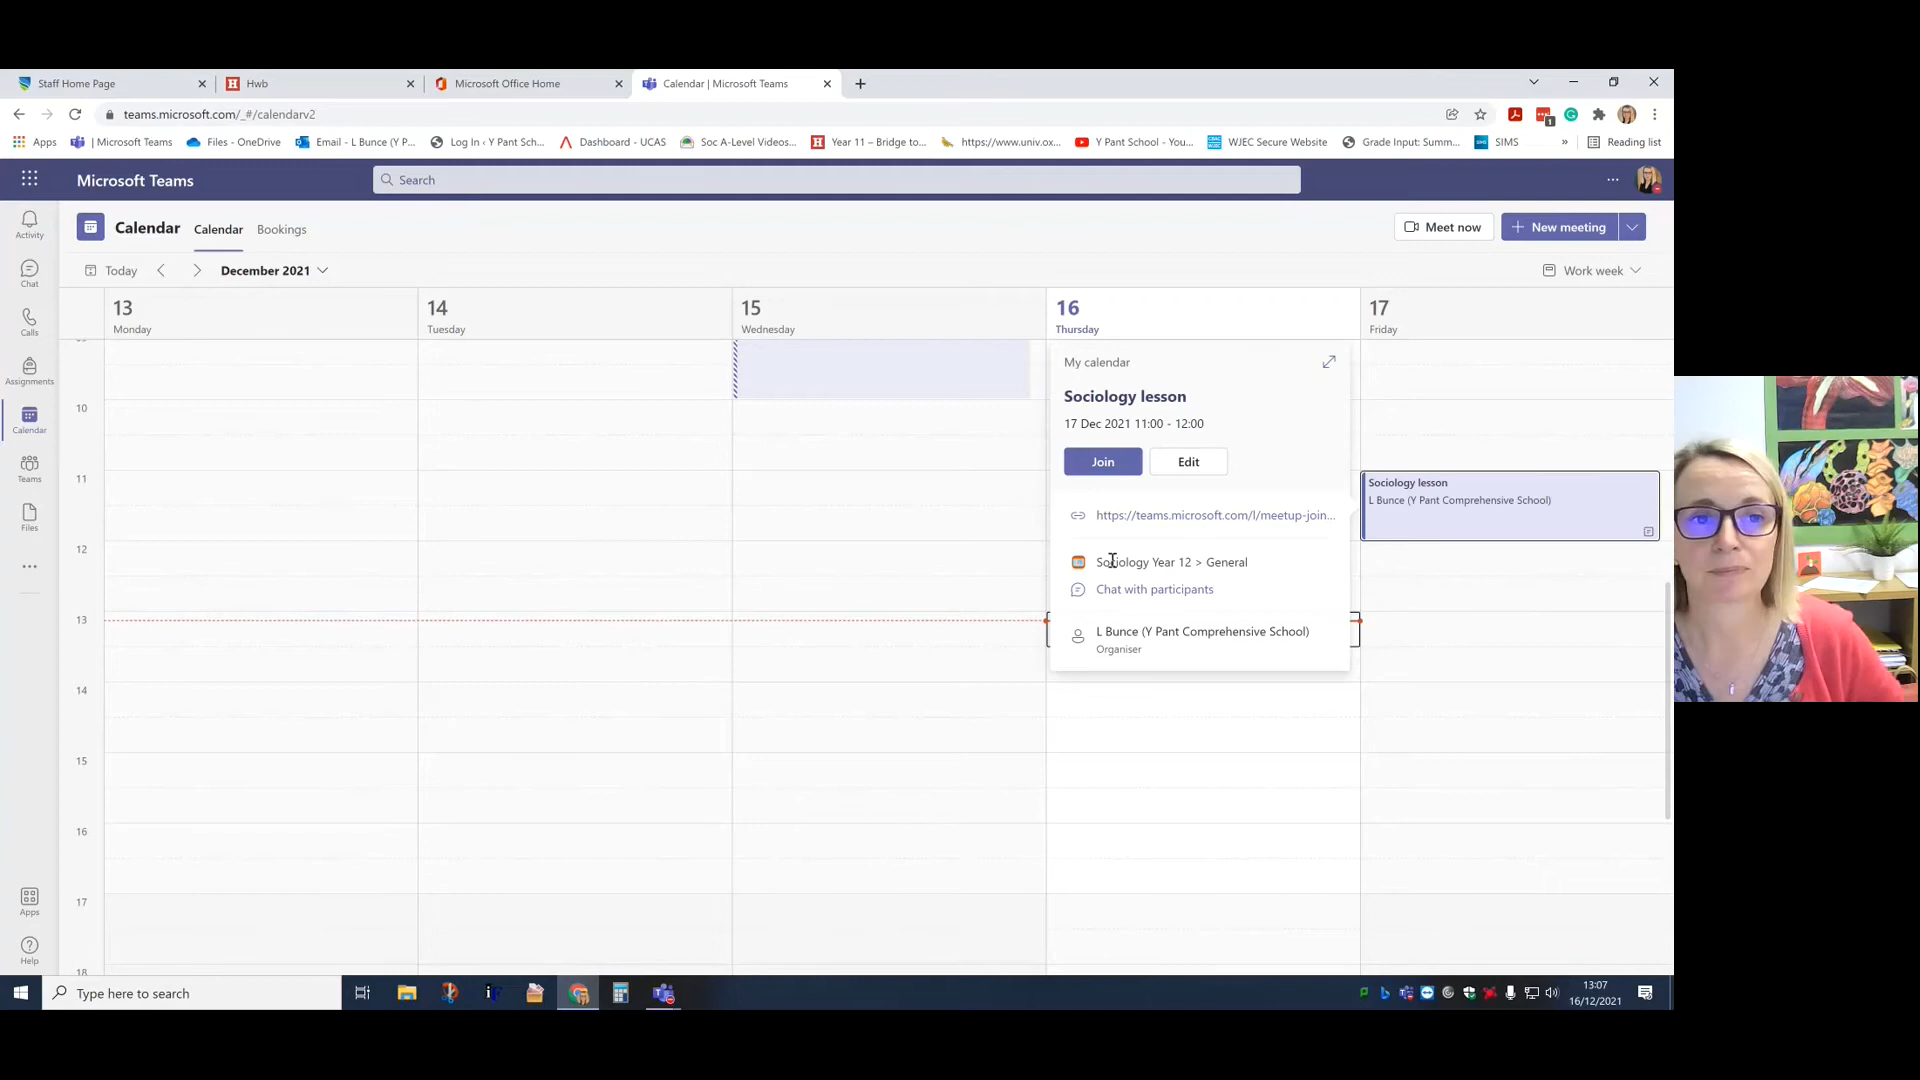 Staff Home Page
Hwb
Microsoft Office Home
Calendar | Microsoft Teams
teams.microsoft.com/_#/calendarv2
Apps
| Microsoft Teams
Files - OneDrive
Email - L Bunce (Y P...
Log In ‹ Y Pant Sch...
Dashboard - UCAS
Soc A-Level Videos...
Year 11 – Bridge to...
https://www.univ.ox...
Y Pant School - You...
WJEC Secure Website
Grade Input: Summ...
SIMS
»
Reading list
Microsoft Teams
Search
Calendar
Calendar
Bookings
Meet now
New meeting
Today
December 2021
Work week
13
Monday
14
Tuesday
15
Wednesday
16
Thursday
17
Friday
Activity
Chat
Calls
Assignments
Calendar
Teams
Files
Apps
Help
10
11
12
13
14
15
16
17
18
My calendar
Sociology lesson
17 Dec 2021 11:00 - 12:00
Join
Edit
https://teams.microsoft.com/l/meetup-join...
Sociology Year 12 > General
Chat with participants
L Bunce (Y Pant Comprehensive School)
Organiser
Sociology lesson
L Bunce (Y Pant Comprehensive School)
Type here to search
13:07
16/12/2021